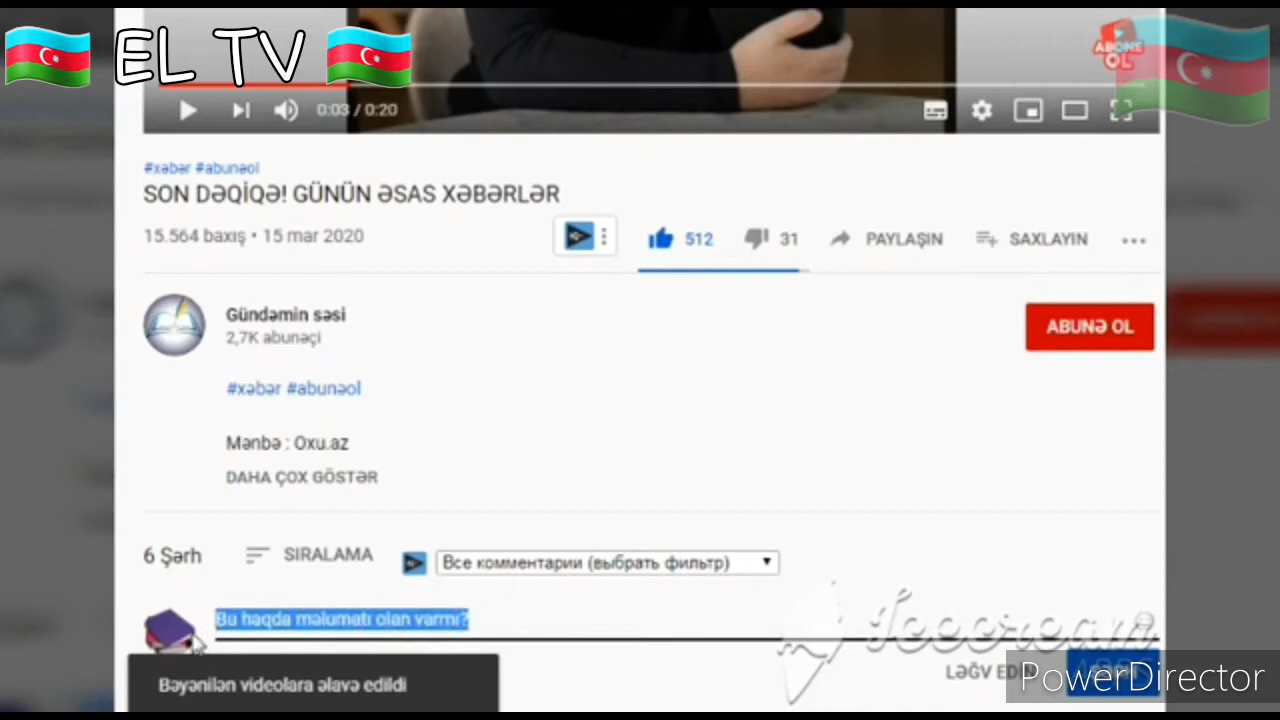 EL TV
ABONE
OL
0:03 / 0:20
#xəbər #abunəol
SON DƏQİQƏ! GÜNÜN ƏSAS XƏBƏRLƏR
15.564 baxış • 15 mar 2020
512
31
PAYLAŞIN
SAXLAYIN
Gündəmin səsi
2,7K abunəçi
ABUNƏ OL
#xəbər #abunəol
Mənbə : Oxu.az
DAHA ÇOX GÖSTƏR
6 Şərh
SIRALAMA
Все комментарии (выбрать фильтр)
Bu haqda məlumatı olan varmı?
Icecream
LƏĞV EDİN
Bəyənilən videolara əlavə edildi
PowerDirector